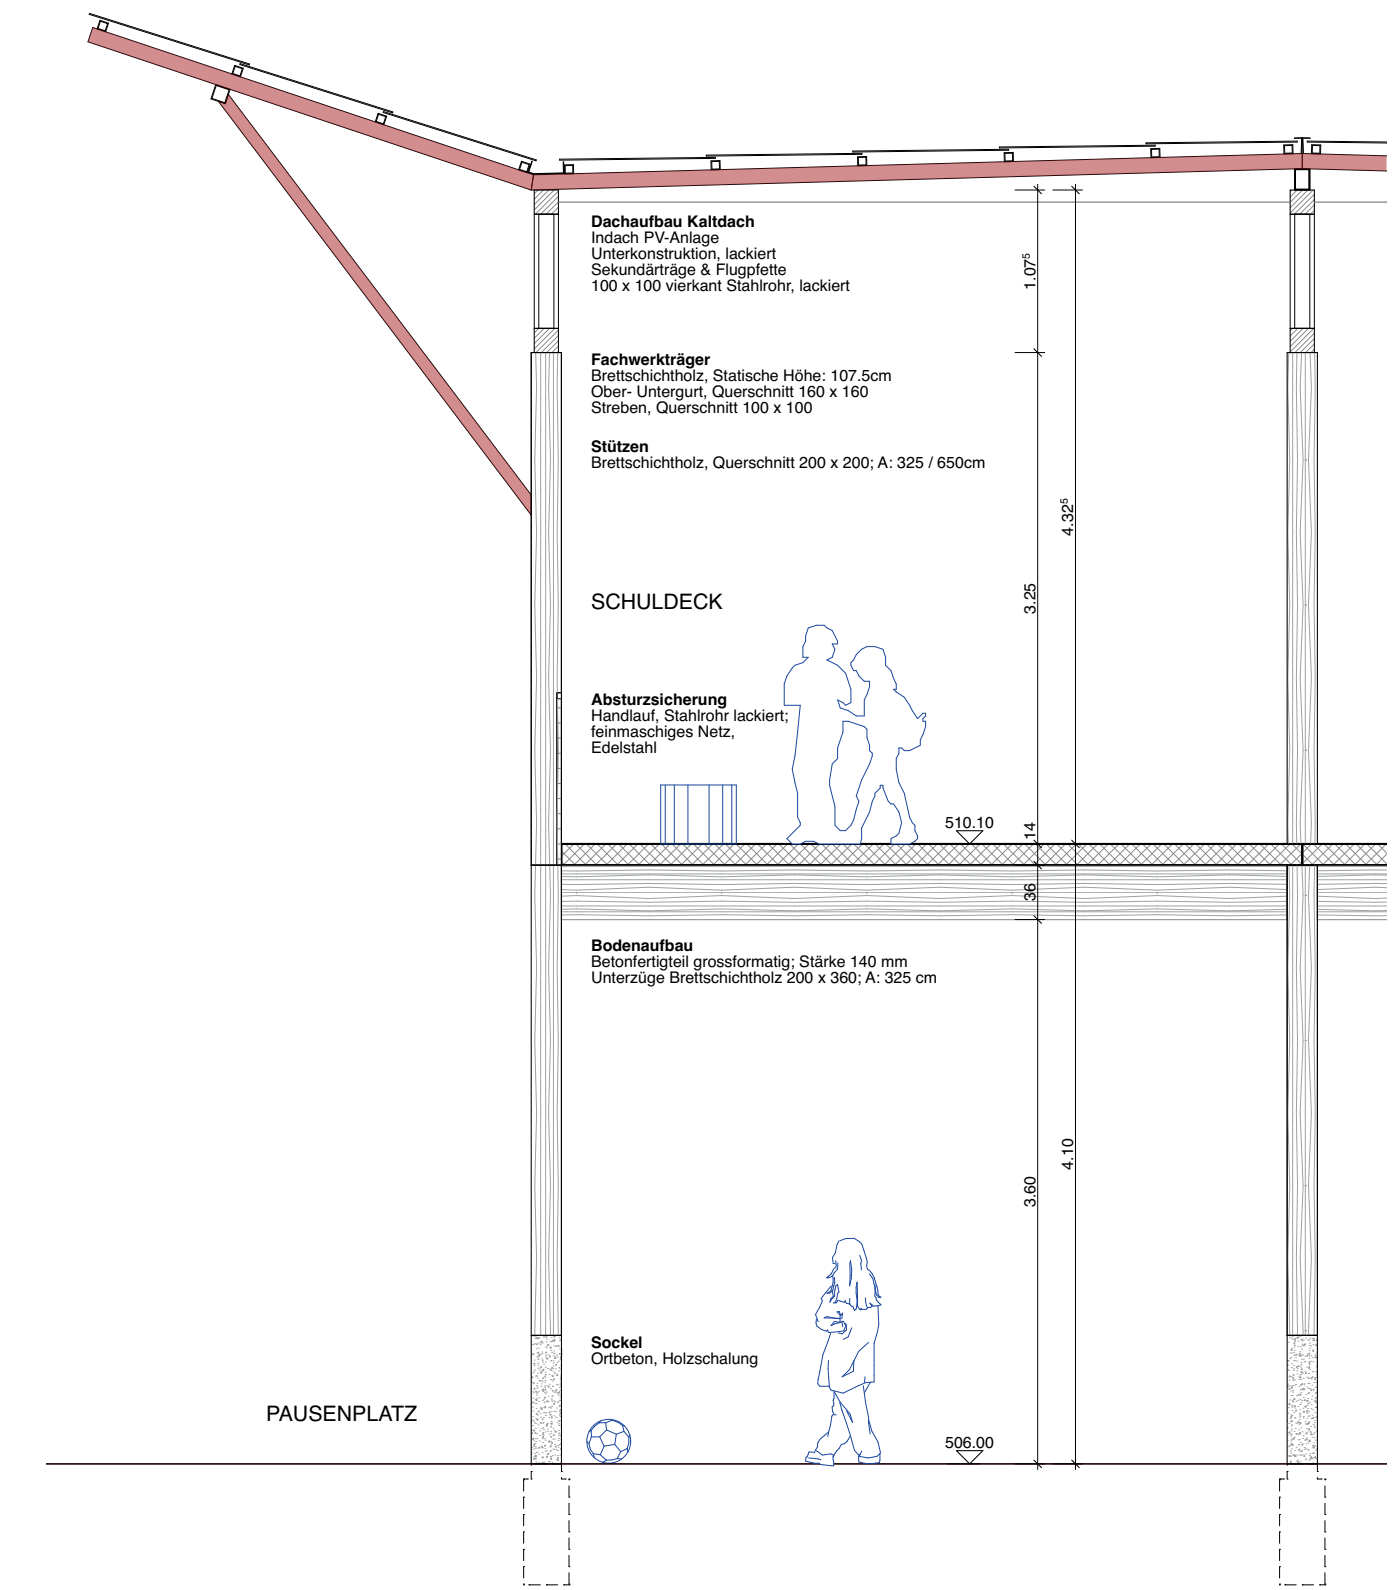 Dachaufbau Kaltdach
Indach PV-Anlage
Unterkonstruktion, lackiert
Sekundärträge & Flugpfette
100 x 100 vierkant Stahlrohr, lackiert
1.07⁵
Fachwerkträger
Brettschichtholz, Statische Höhe: 107.5cm
Ober- Untergurt, Querschnitt 160 x 160
Streben, Querschnitt 100 x 100
Stützen
Brettschichtholz, Querschnitt 200 x 200; A: 325 / 650cm
4.32⁵
SCHULDECK
3.25
Absturzsicherung
Handlauf, Stahlrohr lackiert;
feinmaschiges Netz,
Edelstahl
510.10
14
36
Bodenaufbau
Betonfertigteil grossformatig; Stärke 140 mm
Unterzüge Brettschichtholz 200 x 360; A: 325 cm
4.10
3.60
Sockel
Ortbeton, Holzschalung
PAUSENPLATZ
506.00